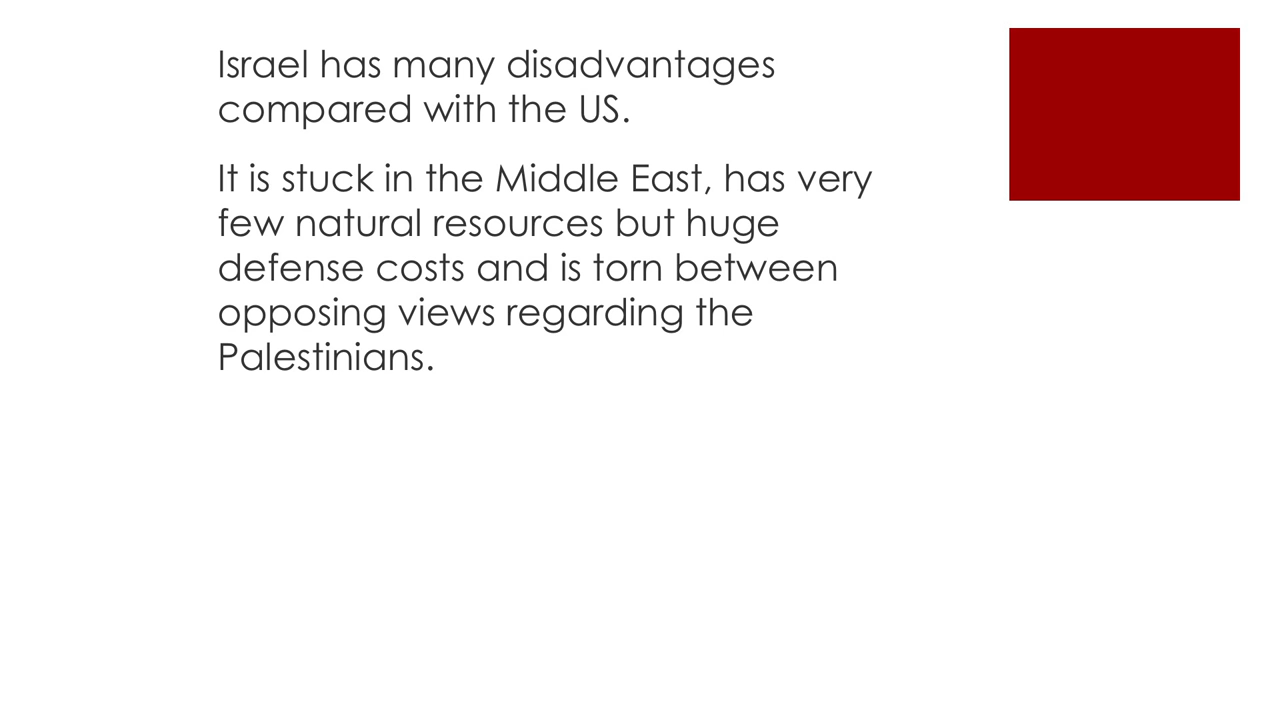 Israel has many disadvantages
compared with the US.
It is stuck in the Middle East, has very
few natural resources but huge
defense costs and is torn between
opposing views regarding the
Palestinians.